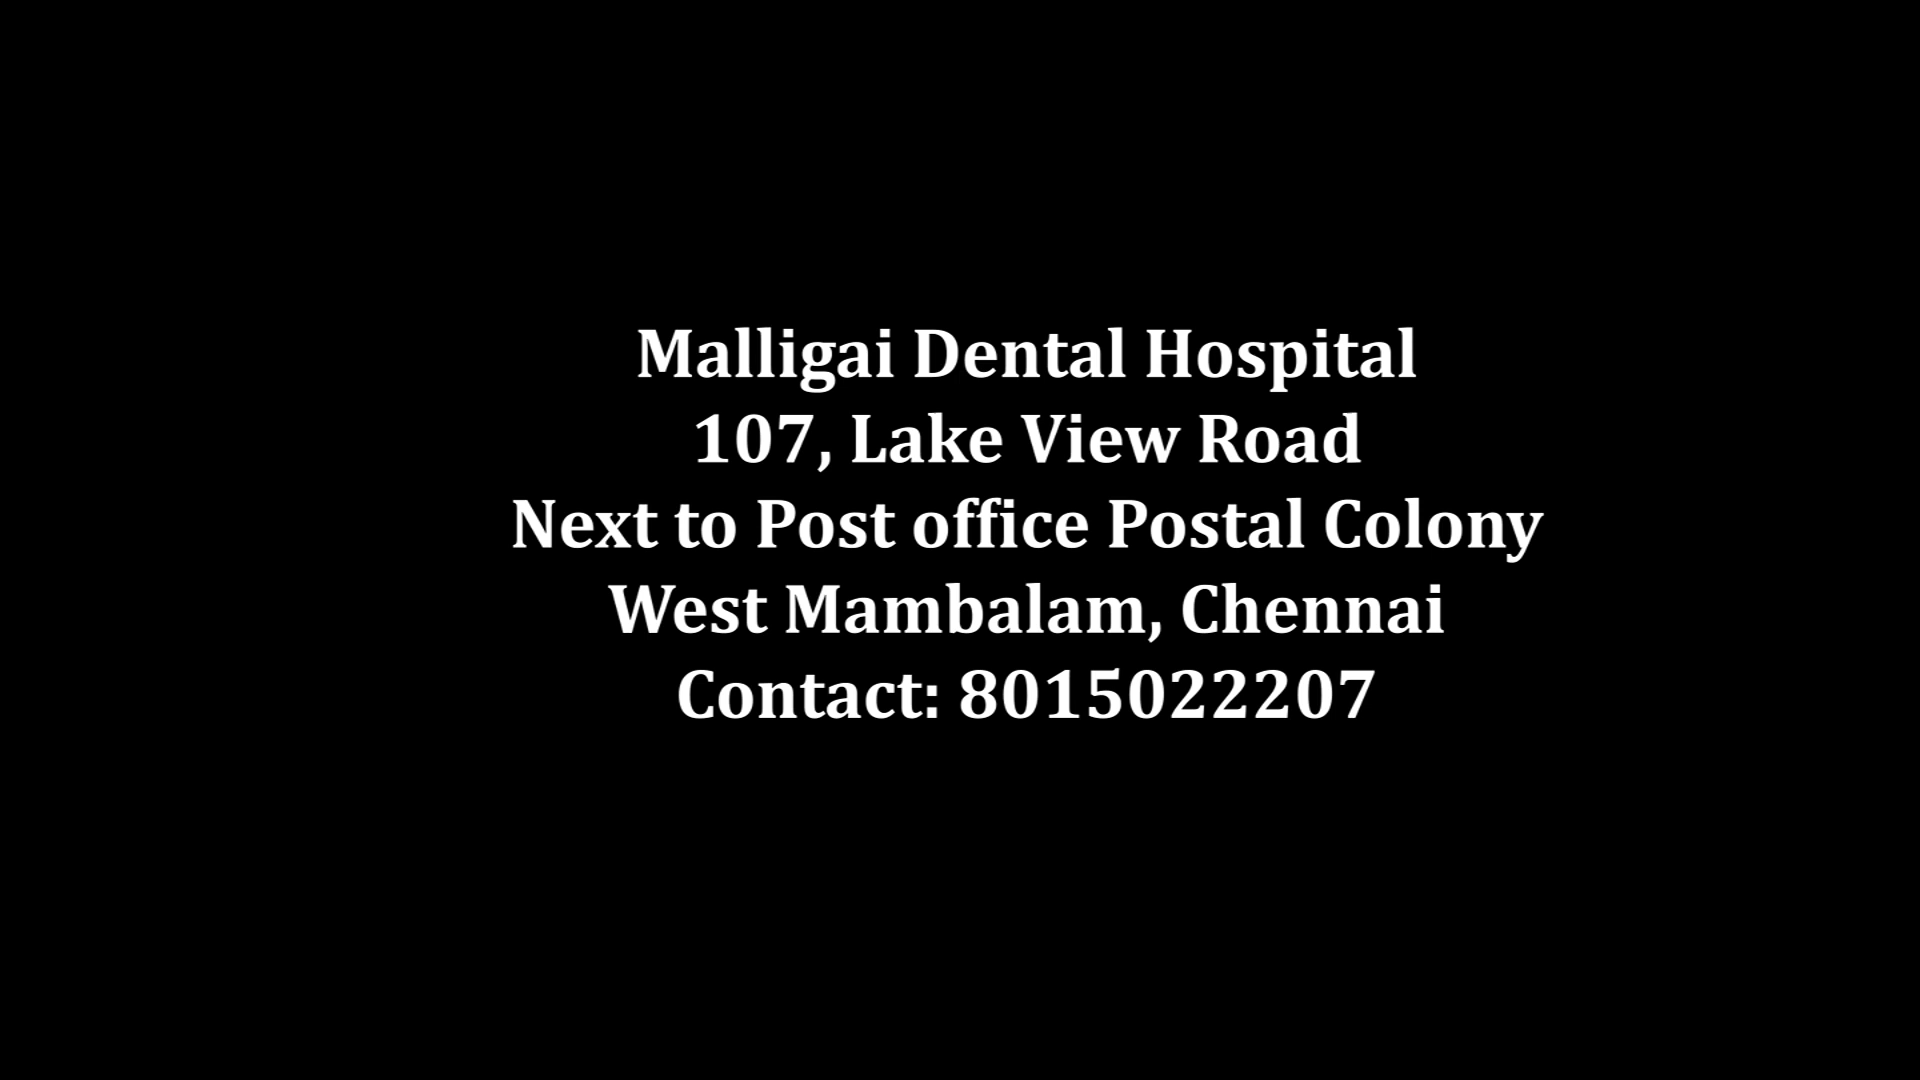 Malligai Dental Hospital
107, Lake View Road
Next to Post office Postal Colony
West Mambalam, Chennai
Contact: 8015022207